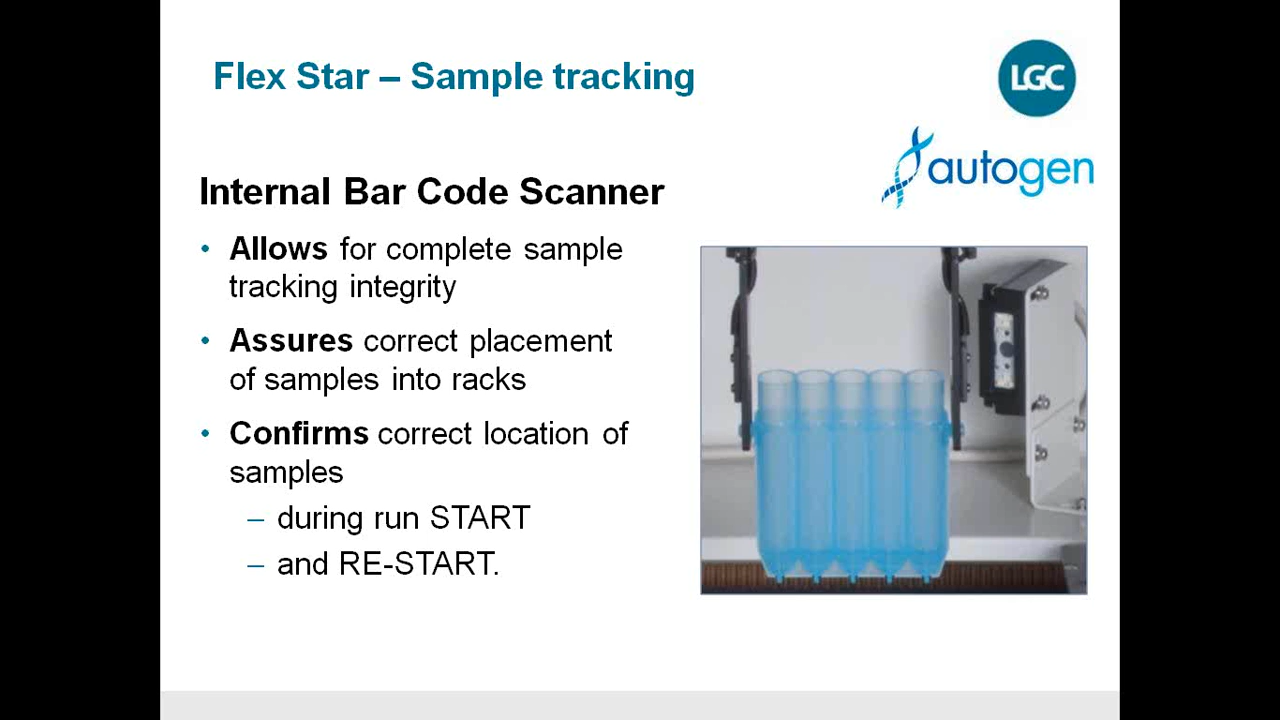 Flex Star – Sample tracking
LGC
autogen
Internal Bar Code Scanner
• Allows for complete sample
tracking integrity
• Assures correct placement
of samples into racks
• Confirms correct location of
samples
– during run START
– and RE-START.